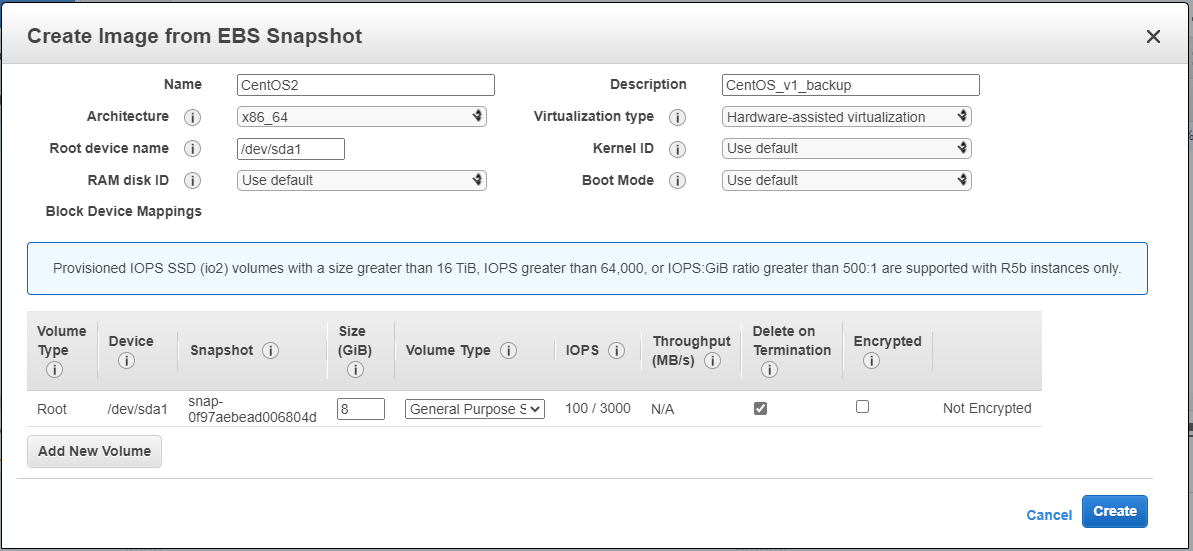 Create Image from EBS Snapshot
Name CentOS2 Description CentOS_v1_backup
Architecture x86_64 Virtualization type Hardware-assisted virtualization
Root device name /dev/sda1 Kernel ID Use default
RAM disk ID Use default Boot Mode Use default
Block Device Mappings
Provisioned IOPS SSD (io2) volumes with a size greater than 16 TiB, IOPS greater than 64,000, or IOPS:GiB ratio greater than 500:1 are supported with R5b instances only.
Volume Type Device Snapshot Size (GiB) Volume Type IOPS Throughput (MB/s) Delete on Termination Encrypted
Root /dev/sda1 snap-0f97aebead006804d 8 General Purpose S 100 / 3000 N/A Not Encrypted
Add New Volume
Cancel Create